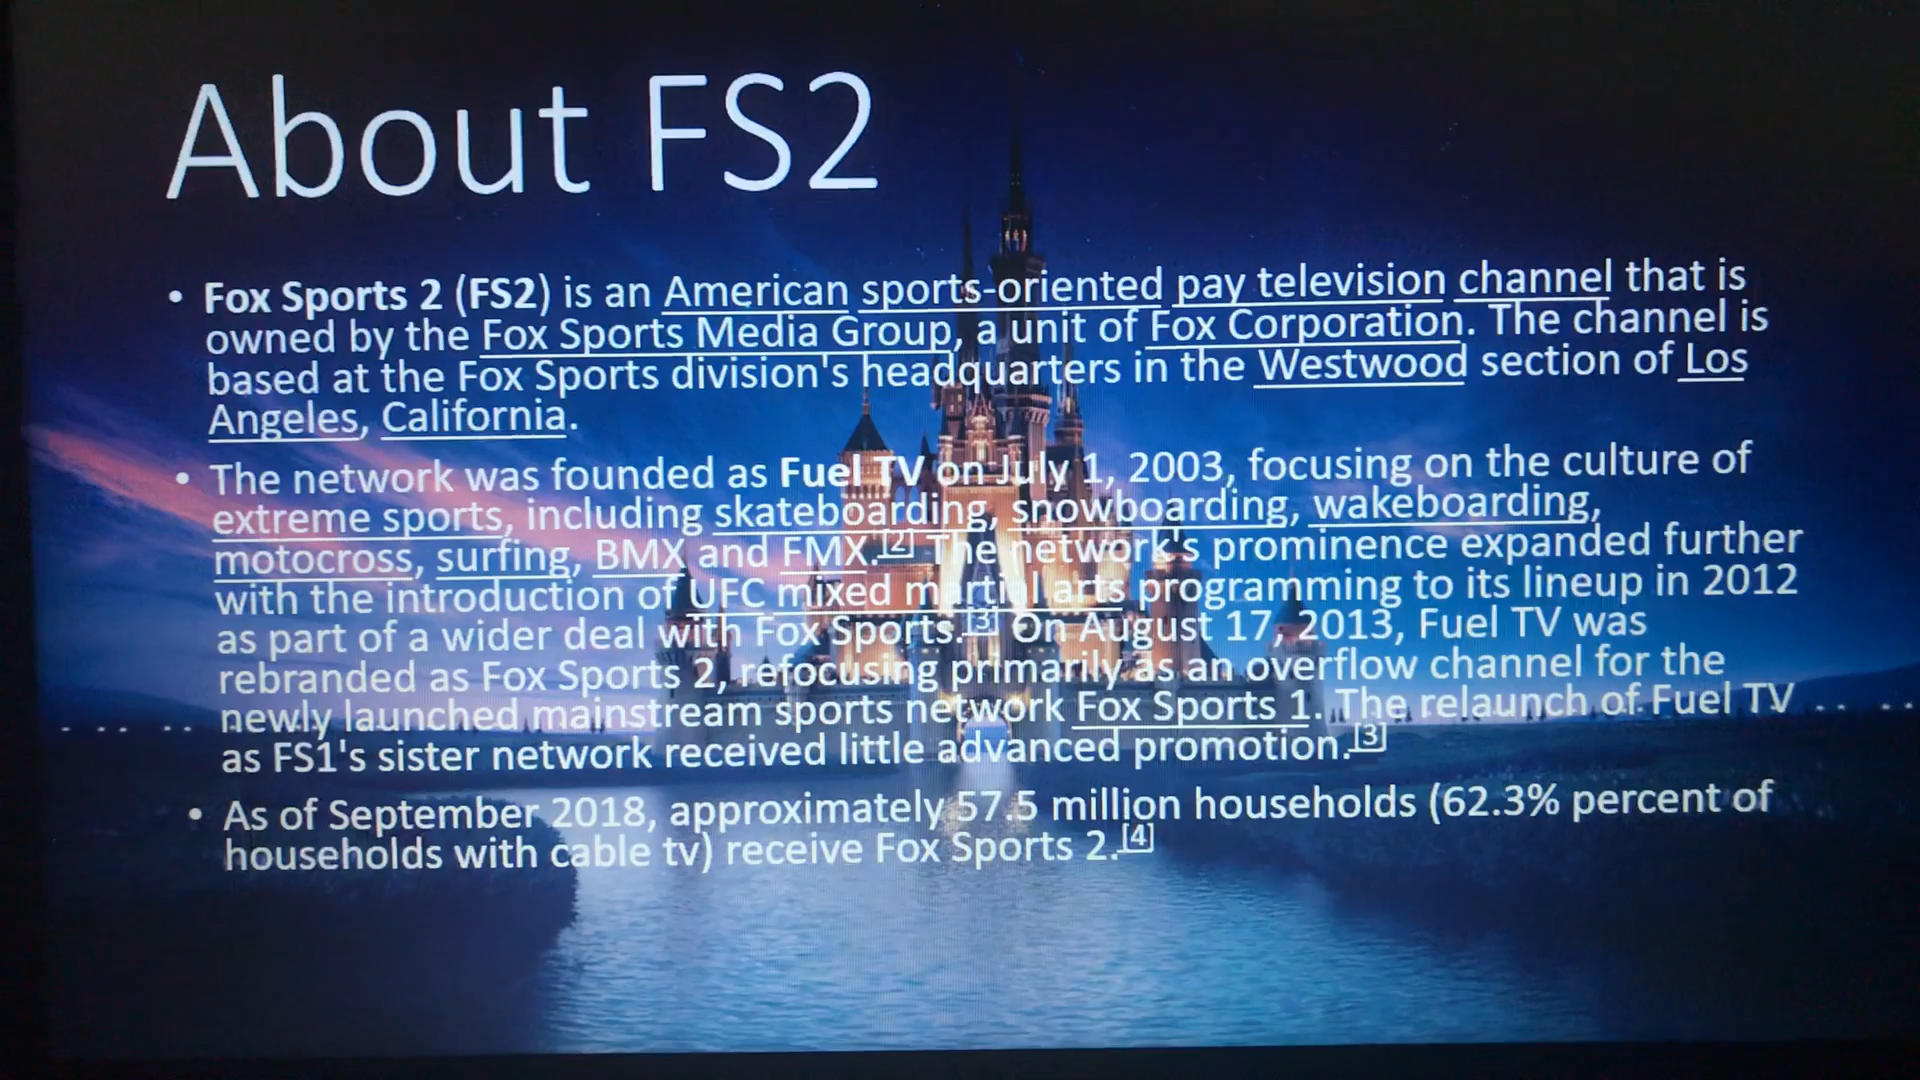 About FS2
• Fox Sports 2 (FS2) is an American sports-oriented pay television channel that is
owned by the Fox Sports Media Group, a unit of Fox Corporation. The channel is
based at the Fox Sports division's headquarters in the Westwood section of Los
Angeles, California.
• The network was founded as Fuel TV on July 1, 2003, focusing on the culture of
extreme sports, including skateboarding, snowboarding, wakeboarding,
motocross, surfing, BMX and FMX.[2] The network's prominence expanded further
with the introduction of UFC mixed martial arts programming to its lineup in 2012
as part of a wider deal with Fox Sports.[3] On August 17, 2013, Fuel TV was
rebranded as Fox Sports 2, refocusing primarily as an overflow channel for the
newly launched mainstream sports network Fox Sports 1. The relaunch of Fuel TV
as FS1's sister network received little advanced promotion.[3]
• As of September 2018, approximately 57.5 million households (62.3% percent of
households with cable tv) receive Fox Sports 2.[4]